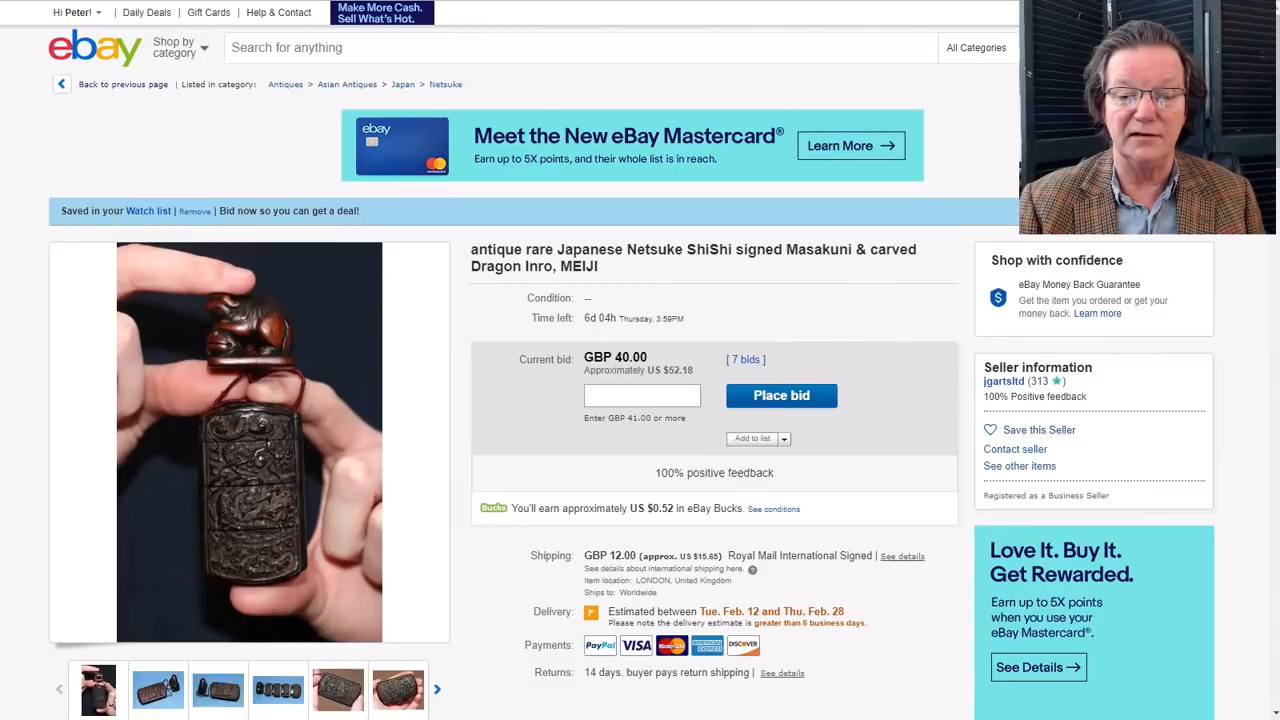 Hi Peter! | Daily Deals | Gift Cards | Help & Contact
Make More Cash.
Sell What's Hot.
ebay
Shop by
category
Search for anything
All Categories
Back to previous page | Listed in category: Antiques > Asian Antiques > Japan > Netsuke
ebay
Meet the New eBay Mastercard®
Earn up to 5X points, and their whole list is in reach.
Learn More →
Saved in your Watch list | Remove | Bid now so you can get a deal!
antique rare Japanese Netsuke ShiShi signed Masakuni & carved
Dragon Inro, MEIJI
Condition: --
Time left: 6d 04h Thursday, 3:59PM
Current bid: GBP 40.00 [ 7 bids ]
Approximately US $52.18
Place bid
Enter GBP 41.00 or more
Add to list
100% positive feedback
Bucks You'll earn approximately US $0.52 in eBay Bucks. See conditions
Shipping: GBP 12.00 (approx. US $15.65) Royal Mail International Signed | See details
See details about international shipping here. ?
Item location: LONDON, United Kingdom
Ships to: Worldwide
Delivery: Estimated between Tue. Feb. 12 and Thu. Feb. 28
Please note the delivery estimate is greater than 6 business days.
Payments: PayPal VISA MasterCard AMERICAN EXPRESS DISCOVER
Returns: 14 days, buyer pays return shipping | See details
Shop with confidence
eBay Money Back Guarantee
Get the item you ordered or get your
money back. Learn more
Seller information
jgartsltd (313 ★)
100% Positive feedback
Save this Seller
Contact seller
See other items
Registered as a Business Seller
Love It. Buy It.
Get Rewarded.
Earn up to 5X points
when you use your
eBay Mastercard®.
See Details →